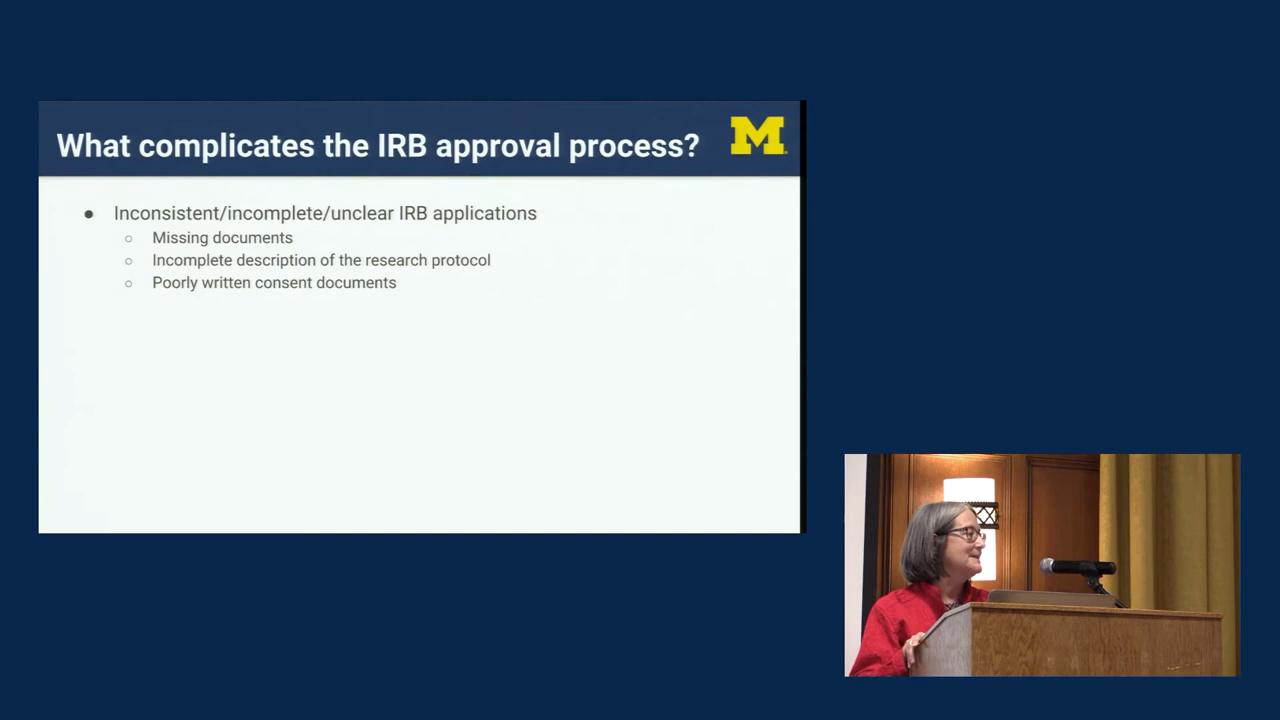 What complicates the IRB approval process?
M
● Inconsistent/incomplete/unclear IRB applications
○ Missing documents
○ Incomplete description of the research protocol
○ Poorly written consent documents